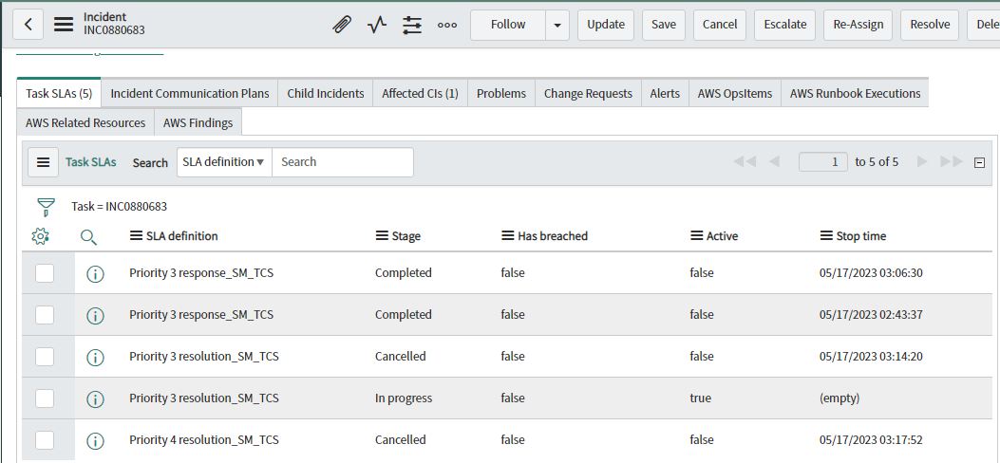 Incident
INC0880683
Follow
Update
Save
Cancel
Escalate
Re-Assign
Resolve
Dele
Task SLAs (5)
Incident Communication Plans
Child Incidents
Affected CIs (1)
Problems
Change Requests
Alerts
AWS OpsItems
AWS Runbook Executions
AWS Related Resources
AWS Findings
Task SLAs Search SLA definition Search 1 to 5 of 5
Task = INC0880683
SLA definition Stage Has breached Active Stop time
Priority 3 response_SM_TCS Completed false false 05/17/2023 03:06:30
Priority 3 response_SM_TCS Completed false false 05/17/2023 02:43:37
Priority 3 resolution_SM_TCS Cancelled false false 05/17/2023 03:14:20
Priority 3 resolution_SM_TCS In progress false true (empty)
Priority 4 resolution_SM_TCS Cancelled false false 05/17/2023 03:17:52